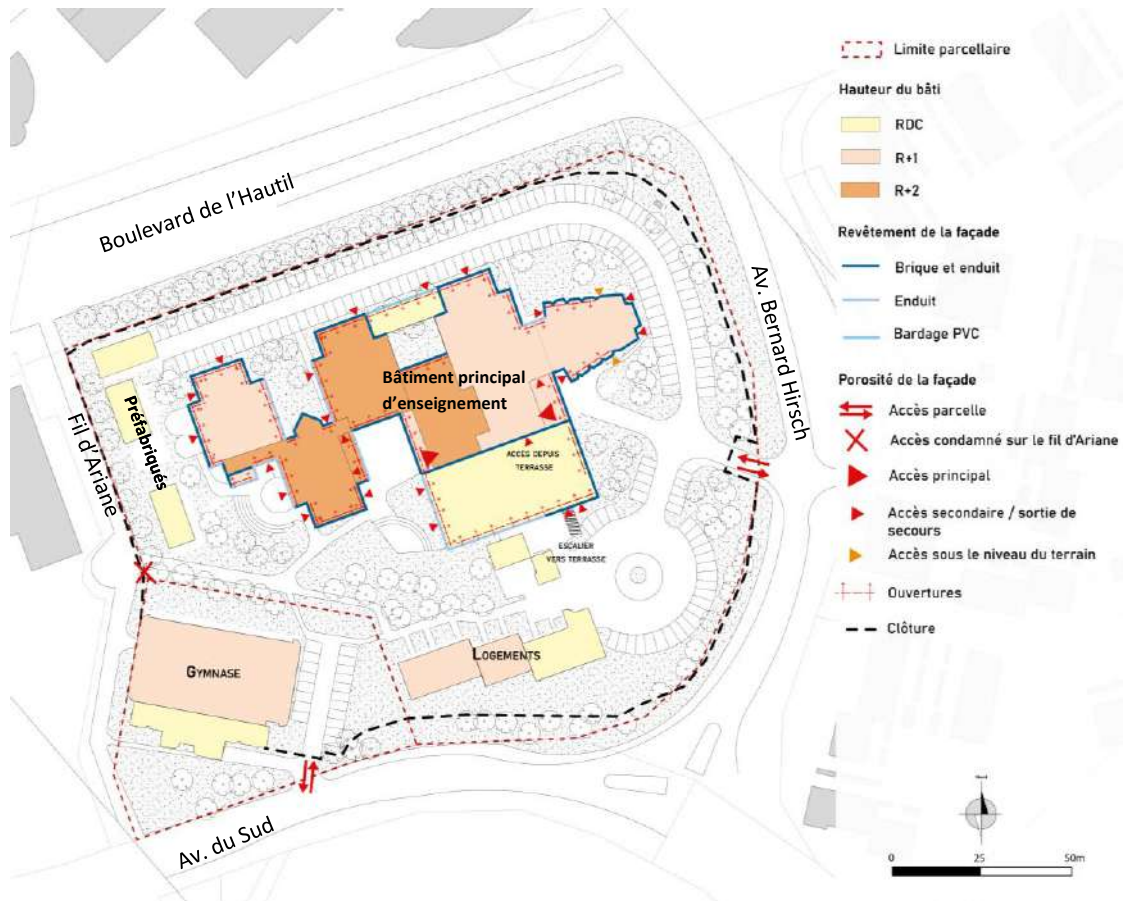 Boulevard de l'Hautil
Av. Bernard Hirsch
Fil d'Ariane
Préfabriqués
Bâtiment principal
d'enseignement
ACCÈS DEPUIS
TERRASSE
ESCALIER
VERS TERRASSE
LOGEMENTS
GYMNASE
Av. du Sud
Limite parcellaire
Hauteur du bâti
RDC
R+1
R+2
Revêtement de la façade
Brique et enduit
Enduit
Bardage PVC
Porosité de la façade
Accès parcelle
Accès condamné sur le fil d'Ariane
Accès principal
Accès secondaire / sortie de
secours
Accès sous le niveau du terrain
Ouvertures
Clôture
0 25 50m